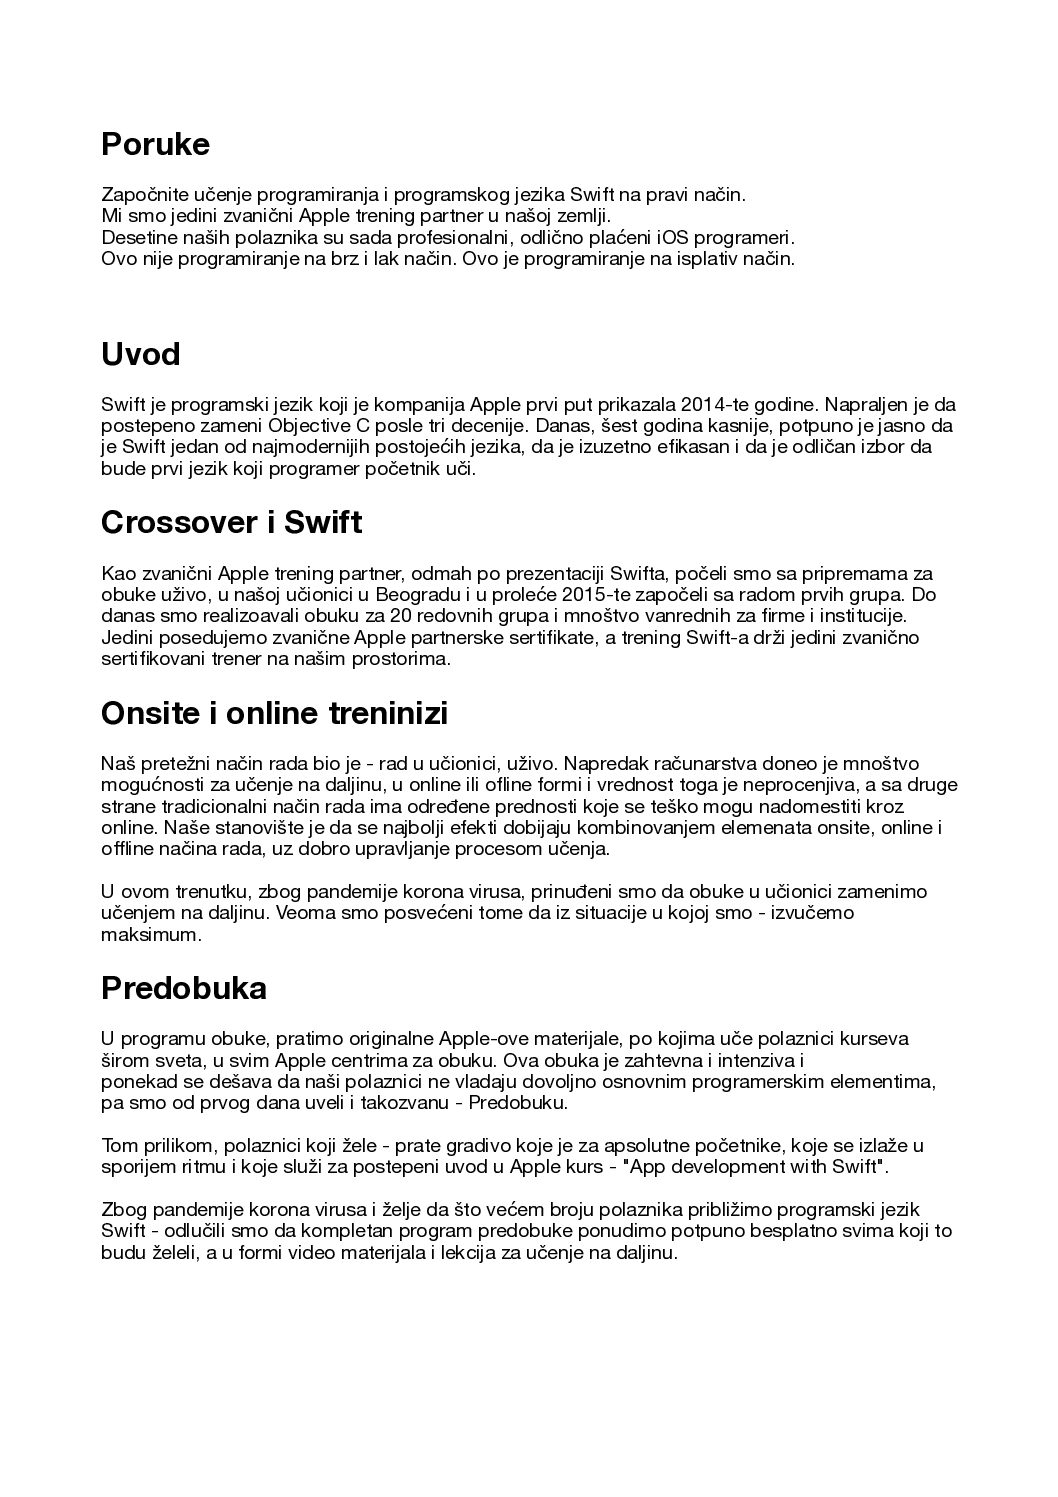 Poruke
Započnite učenje programiranja i programskog jezika Swift na pravi način.
Mi smo jedini zvanični Apple trening partner u našoj zemlji.
Desetine naših polaznika su sada profesionalni, odlično plaćeni iOS programeri.
Ovo nije programiranje na brz i lak način. Ovo je programiranje na isplativ način.
Uvod
Swift je programski jezik koji je kompanija Apple prvi put prikazala 2014-te godine. Napraljen je da
postepeno zameni Objective C posle tri decenije. Danas, šest godina kasnije, potpuno je jasno da
je Swift jedan od najmodernijih postojećih jezika, da je izuzetno efikasan i da je odličan izbor da
bude prvi jezik koji programer početnik uči.
Crossover i Swift
Kao zvanični Apple trening partner, odmah po prezentaciji Swifta, počeli smo sa pripremama za
obuke uživo, u našoj učionici u Beogradu i u proleće 2015-te započeli sa radom prvih grupa. Do
danas smo realizoavali obuku za 20 redovnih grupa i mnoštvo vanrednih za firme i institucije.
Jedini posedujemo zvanične Apple partnerske sertifikate, a trening Swift-a drži jedini zvanično
sertifikovani trener na našim prostorima.
Onsite i online treninizi
Naš pretežni način rada bio je - rad u učionici, uživo. Napredak računarstva doneo je mnoštvo
mogućnosti za učenje na daljinu, u online ili ofline formi i vrednost toga je neprocenjiva, a sa druge
strane tradicionalni način rada ima određene prednosti koje se teško mogu nadomestiti kroz
online. Naše stanovište je da se najbolji efekti dobijaju kombinovanjem elemenata onsite, online i
offline načina rada, uz dobro upravljanje procesom učenja.
U ovom trenutku, zbog pandemije korona virusa, prinuđeni smo da obuke u učionici zamenimo
učenjem na daljinu. Veoma smo posvećeni tome da iz situacije u kojoj smo - izvučemo
maksimum.
Predobuka
U programu obuke, pratimo originalne Apple-ove materijale, po kojima uče polaznici kurseva
širom sveta, u svim Apple centrima za obuku. Ova obuka je zahtevna i intenziva i
ponekad se dešava da naši polaznici ne vladaju dovoljno osnovnim programerskim elementima,
pa smo od prvog dana uveli i takozvanu - Predobuku.
Tom prilikom, polaznici koji žele - prate gradivo koje je za apsolutne početnike, koje se izlaže u
sporijem ritmu i koje služi za postepeni uvod u Apple kurs - "App development with Swift".
Zbog pandemije korona virusa i želje da što većem broju polaznika približimo programski jezik
Swift - odlučili smo da kompletan program predobuke ponudimo potpuno besplatno svima koji to
budu želeli, a u formi video materijala i lekcija za učenje na daljinu.